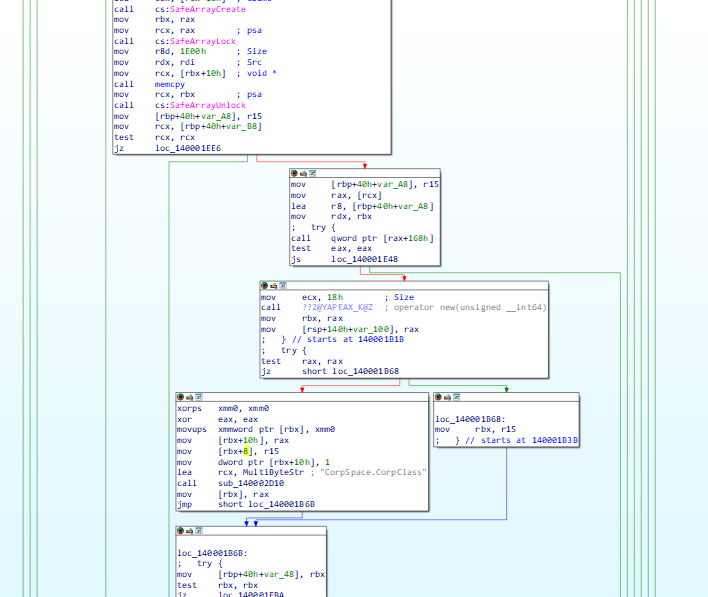 call cs:SafeArrayCreate
mov rbx, rax
mov rcx, rax ; psa
call cs:SafeArrayLock
mov r8d, 1E00h ; Size
mov rdx, rdi ; Src
mov rcx, [rbx+10h] ; void *
call memcpy
mov rcx, rbx ; psa
call cs:SafeArrayUnlock
mov [rbp+40h+var_A8], r15
mov rcx, [rbp+40h+var_B8]
test rcx, rcx
jz loc_140001EE6
mov [rbp+40h+var_A8], r15
mov rax, [rcx]
lea r8, [rbp+40h+var_A8]
mov rdx, rbx
; try {
call qword ptr [rax+168h]
test eax, eax
js loc_140001E48
mov ecx, 18h ; Size
call ??2@YAPEAX_K@Z ; operator new(unsigned __int64)
mov rbx, rax
mov [rsp+140h+var_100], rax
; } // starts at 140001B1B
; try {
test rax, rax
jz short loc_140001B68
xorps xmm0, xmm0
xor eax, eax
movups xmmword ptr [rbx], xmm0
mov [rbx+10h], rax
mov [rbx+8], r15
mov dword ptr [rbx+10h], 1
lea rcx, MultiByteStr ; "CorpSpace.CorpClass"
call sub_140002D10
mov [rbx], rax
jmp short loc_140001B6B
loc_140001B68:
mov rbx, r15
; } // starts at 140001B3B
loc_140001B6B:
; try {
mov [rbp+40h+var_48], rbx
test rbx, rbx
jz loc_140001EBA